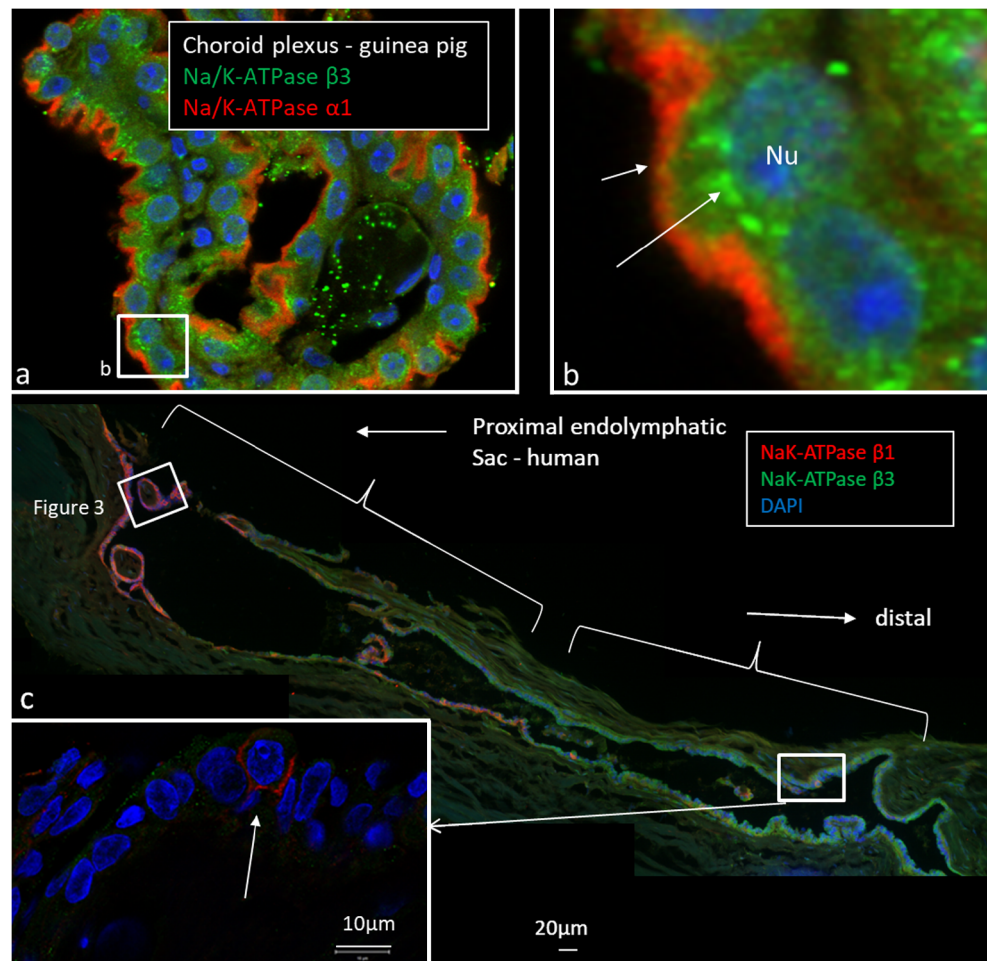 Choroid plexus - guinea pig
Na/K-ATPase β3
Na/K-ATPase α1
b
a
Nu
b
Proximal endolymphatic
Sac - human
NaK-ATPase β1
NaK-ATPase β3
DAPI
Figure 3
distal
c
10µm
20µm